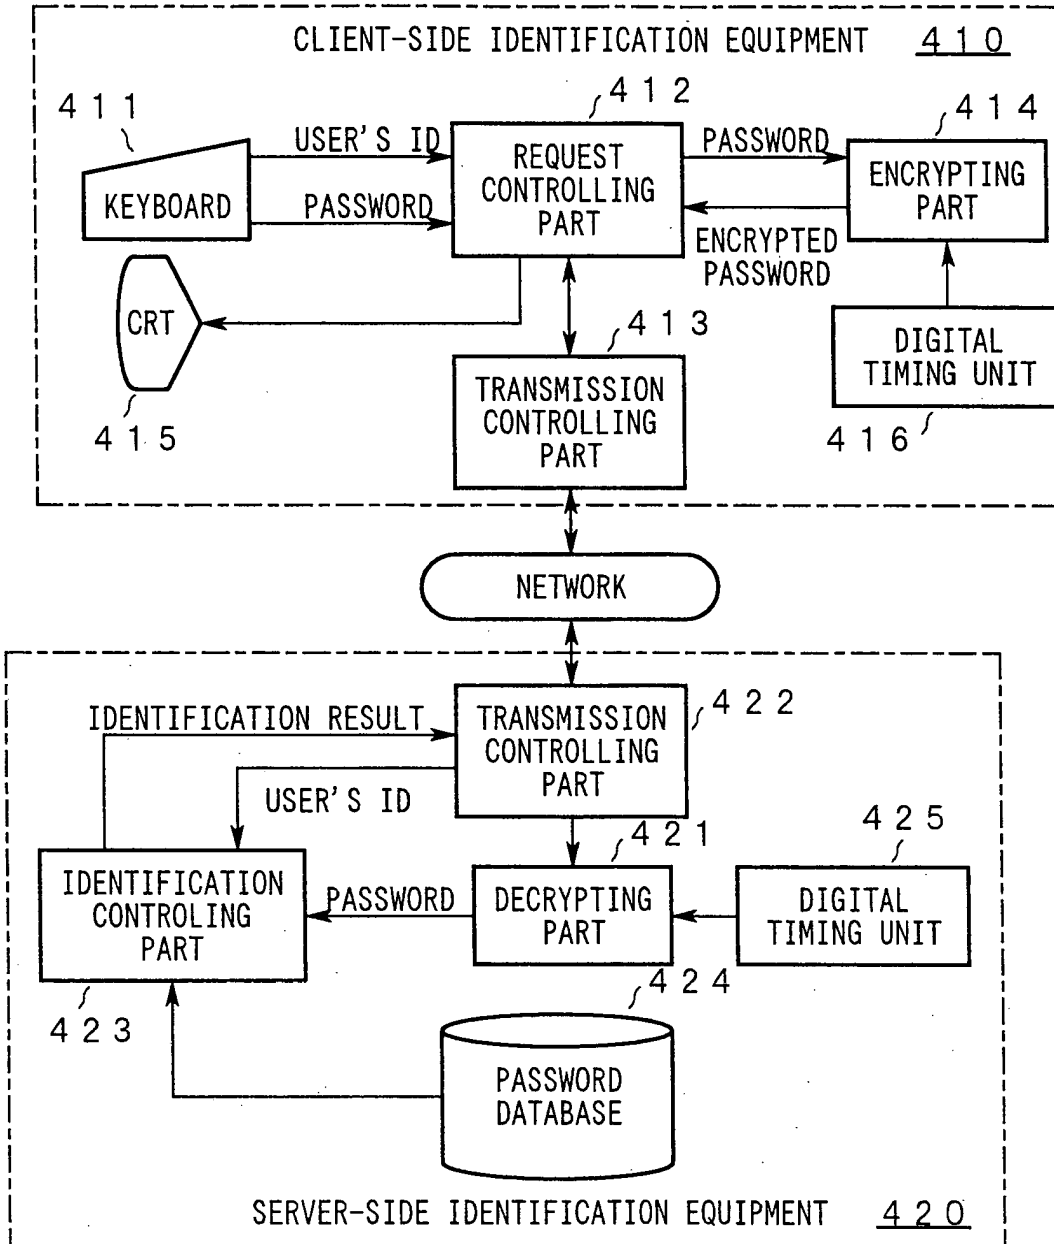 CLIENT-SIDE IDENTIFICATION EQUIPMENT 410
411
412
414
USER'S ID
PASSWORD
KEYBOARD
PASSWORD
REQUEST
CONTROLLING
PART
ENCRYPTING
PART
ENCRYPTED
PASSWORD
CRT
413
DIGITAL
TIMING UNIT
415
TRANSMISSION
CONTROLLING
PART
416
NETWORK
IDENTIFICATION RESULT
TRANSMISSION
CONTROLLING
PART
422
USER'S ID
421
425
IDENTIFICATION
CONTROLING
PART
PASSWORD
DECRYPTING
PART
DIGITAL
TIMING UNIT
423
424
PASSWORD
DATABASE
SERVER-SIDE IDENTIFICATION EQUIPMENT 420